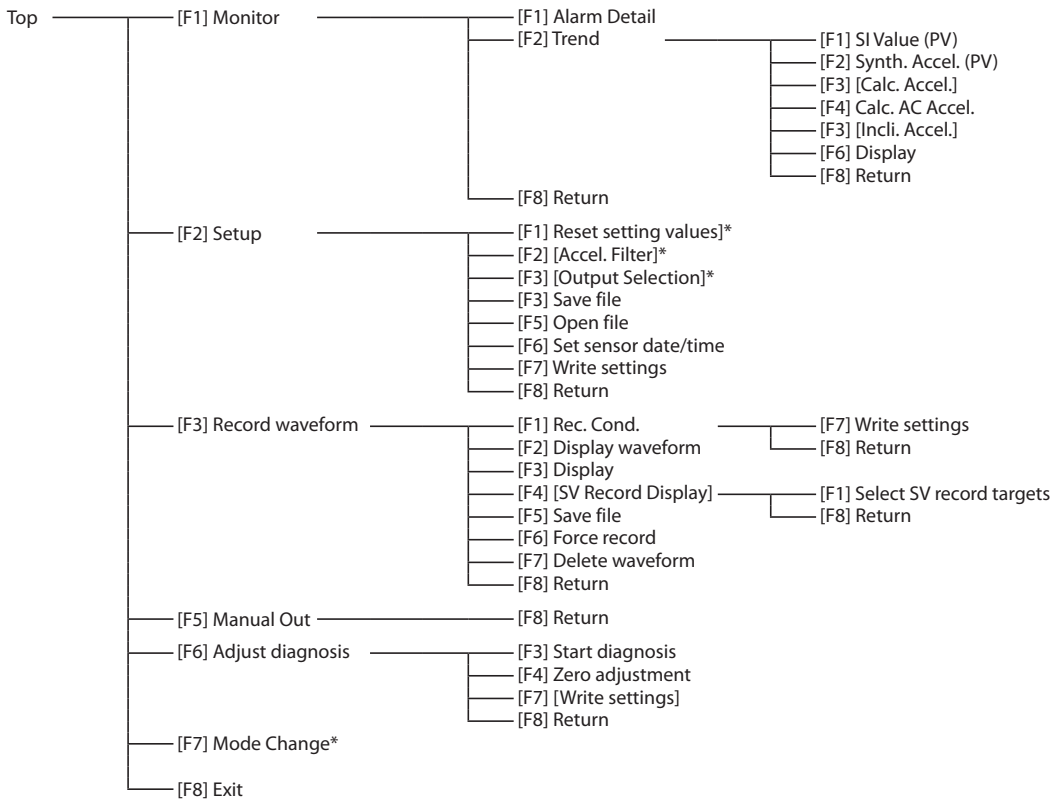 Top
[F1] Monitor
[F1] Alarm Detail
[F2] Trend
[F1] SI Value (PV)
[F2] Synth. Accel. (PV)
[F3] [Calc. Accel.]
[F4] Calc. AC Accel.
[F3] [Incli. Accel.]
[F6] Display
[F8] Return
[F8] Return
[F2] Setup
[F1] Reset setting values]*
[F2] [Accel. Filter]*
[F3] [Output Selection]*
[F3] Save file
[F5] Open file
[F6] Set sensor date/time
[F7] Write settings
[F8] Return
[F3] Record waveform
[F1] Rec. Cond.
[F7] Write settings
[F8] Return
[F2] Display waveform
[F3] Display
[F4] [SV Record Display]
[F1] Select SV record targets
[F8] Return
[F5] Save file
[F6] Force record
[F7] Delete waveform
[F8] Return
[F5] Manual Out
[F8] Return
[F6] Adjust diagnosis
[F3] Start diagnosis
[F4] Zero adjustment
[F7] [Write settings]
[F8] Return
[F7] Mode Change*
[F8] Exit